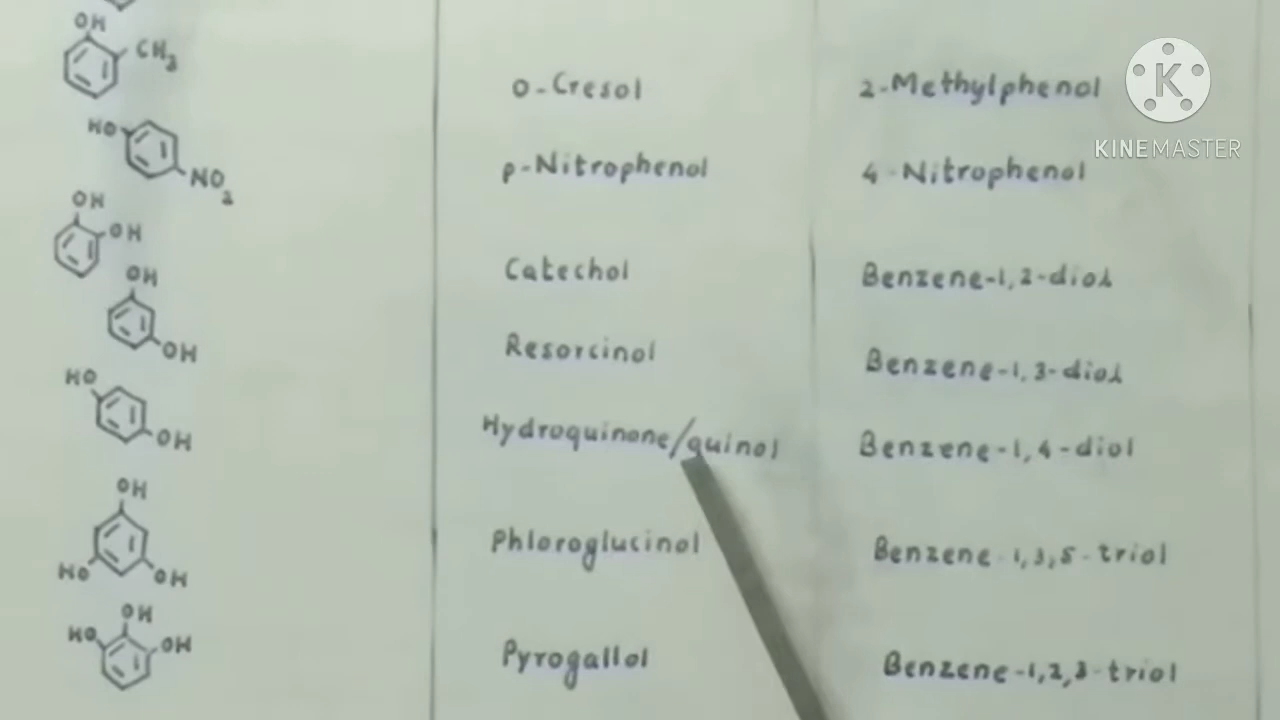 OH
CH3
o-Cresol
2-Methylphenol
K
KINEMASTER
HO
NO2
p-Nitrophenol
4-Nitrophenol
OH
OH
Catechol
Benzene-1,2-diol
OH
OH
Resorcinol
Benzene-1,3-diol
HO
OH
Hydroquinone/quinol
Benzene-1,4-diol
OH
HO
OH
Phloroglucinol
Benzene-1,3,5-triol
OH
HO
OH
Pyrogallol
Benzene-1,2,3-triol